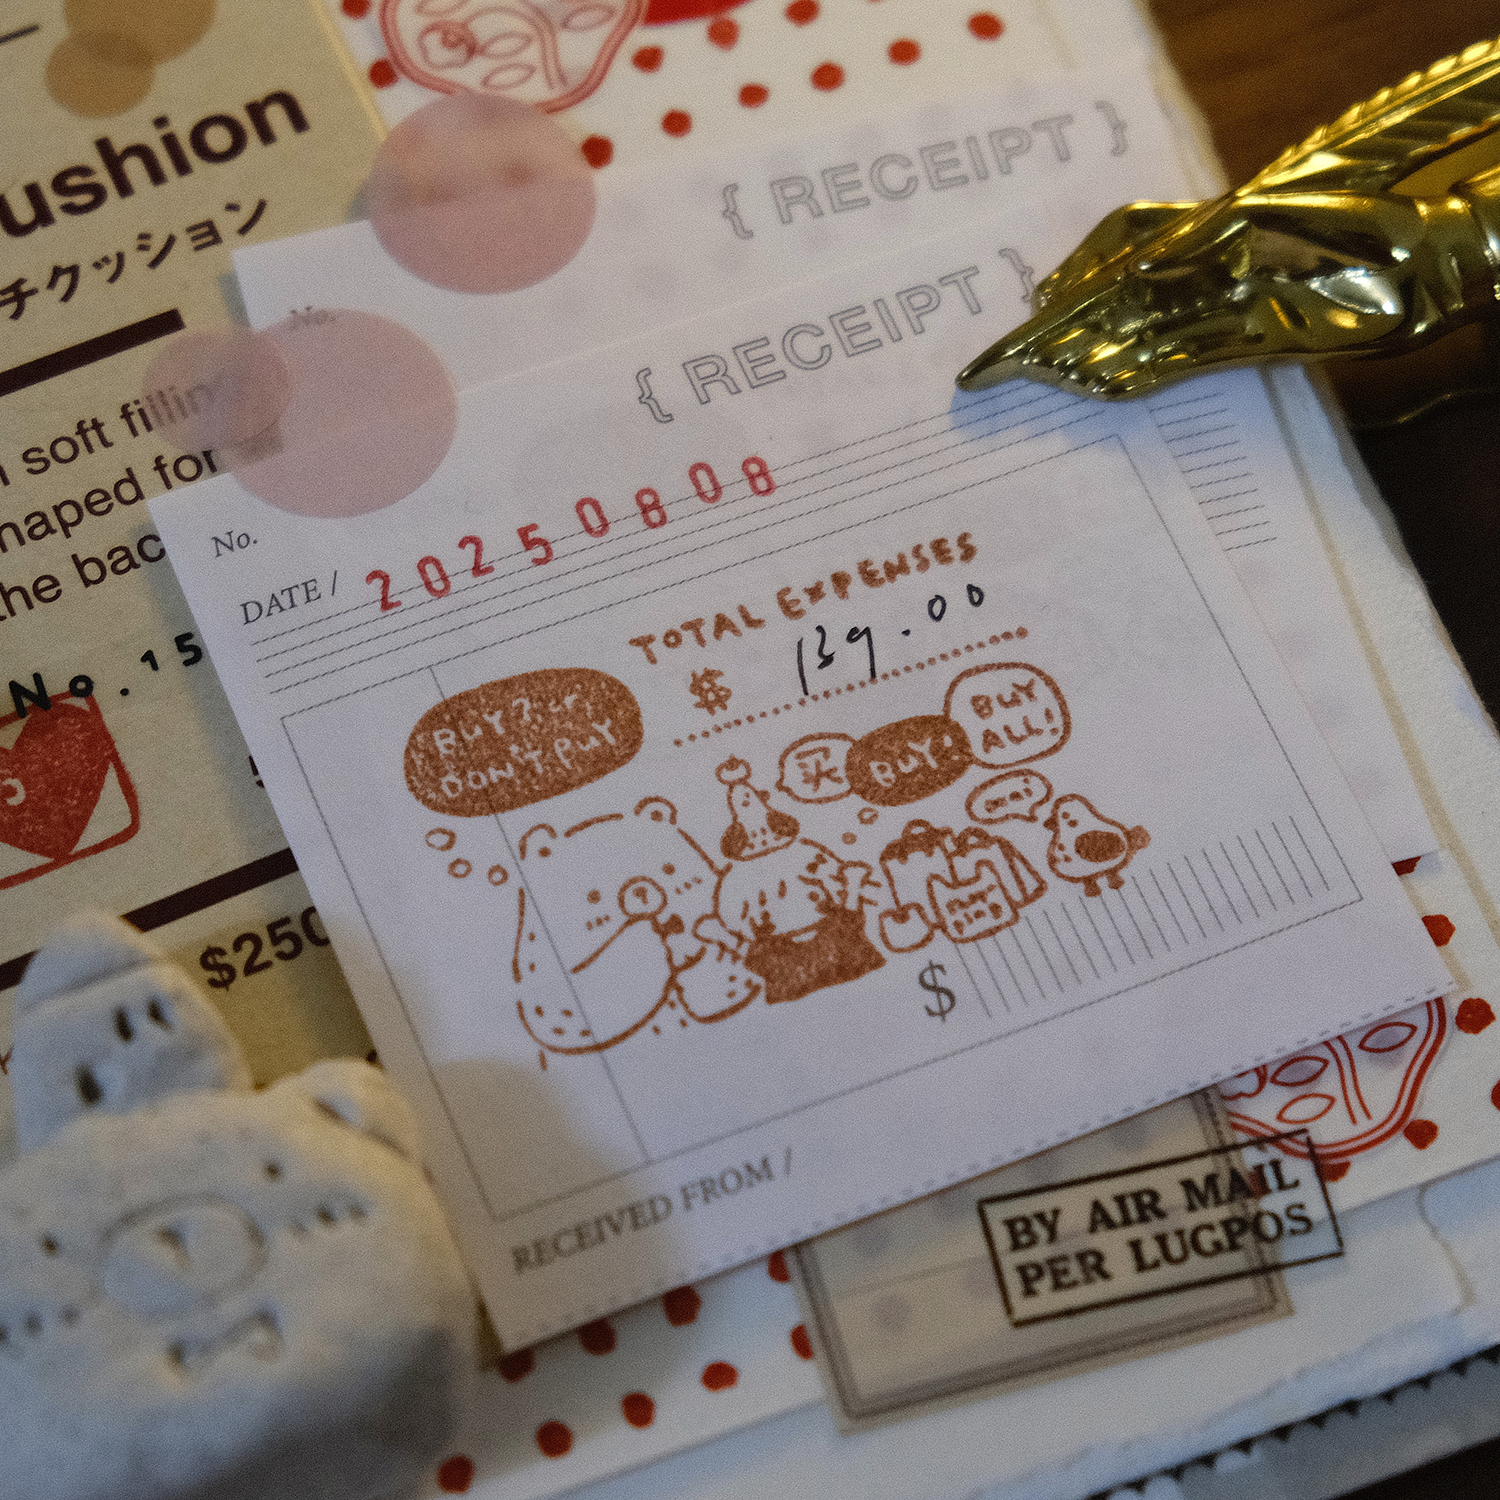 ushion
チクッション
n soft filling
haped for
the bac
No. 15
$250
{ RECEIPT }
No.
{ RECEIPT }
No.
DATE / 20250808
TOTAL EXPENSES
$ 139.00
BUY? or
DON'T BUY
买
BUY!
BUY
ALL!
$
RECEIVED FROM /
BY AIR MAIL
PER LUGPOS